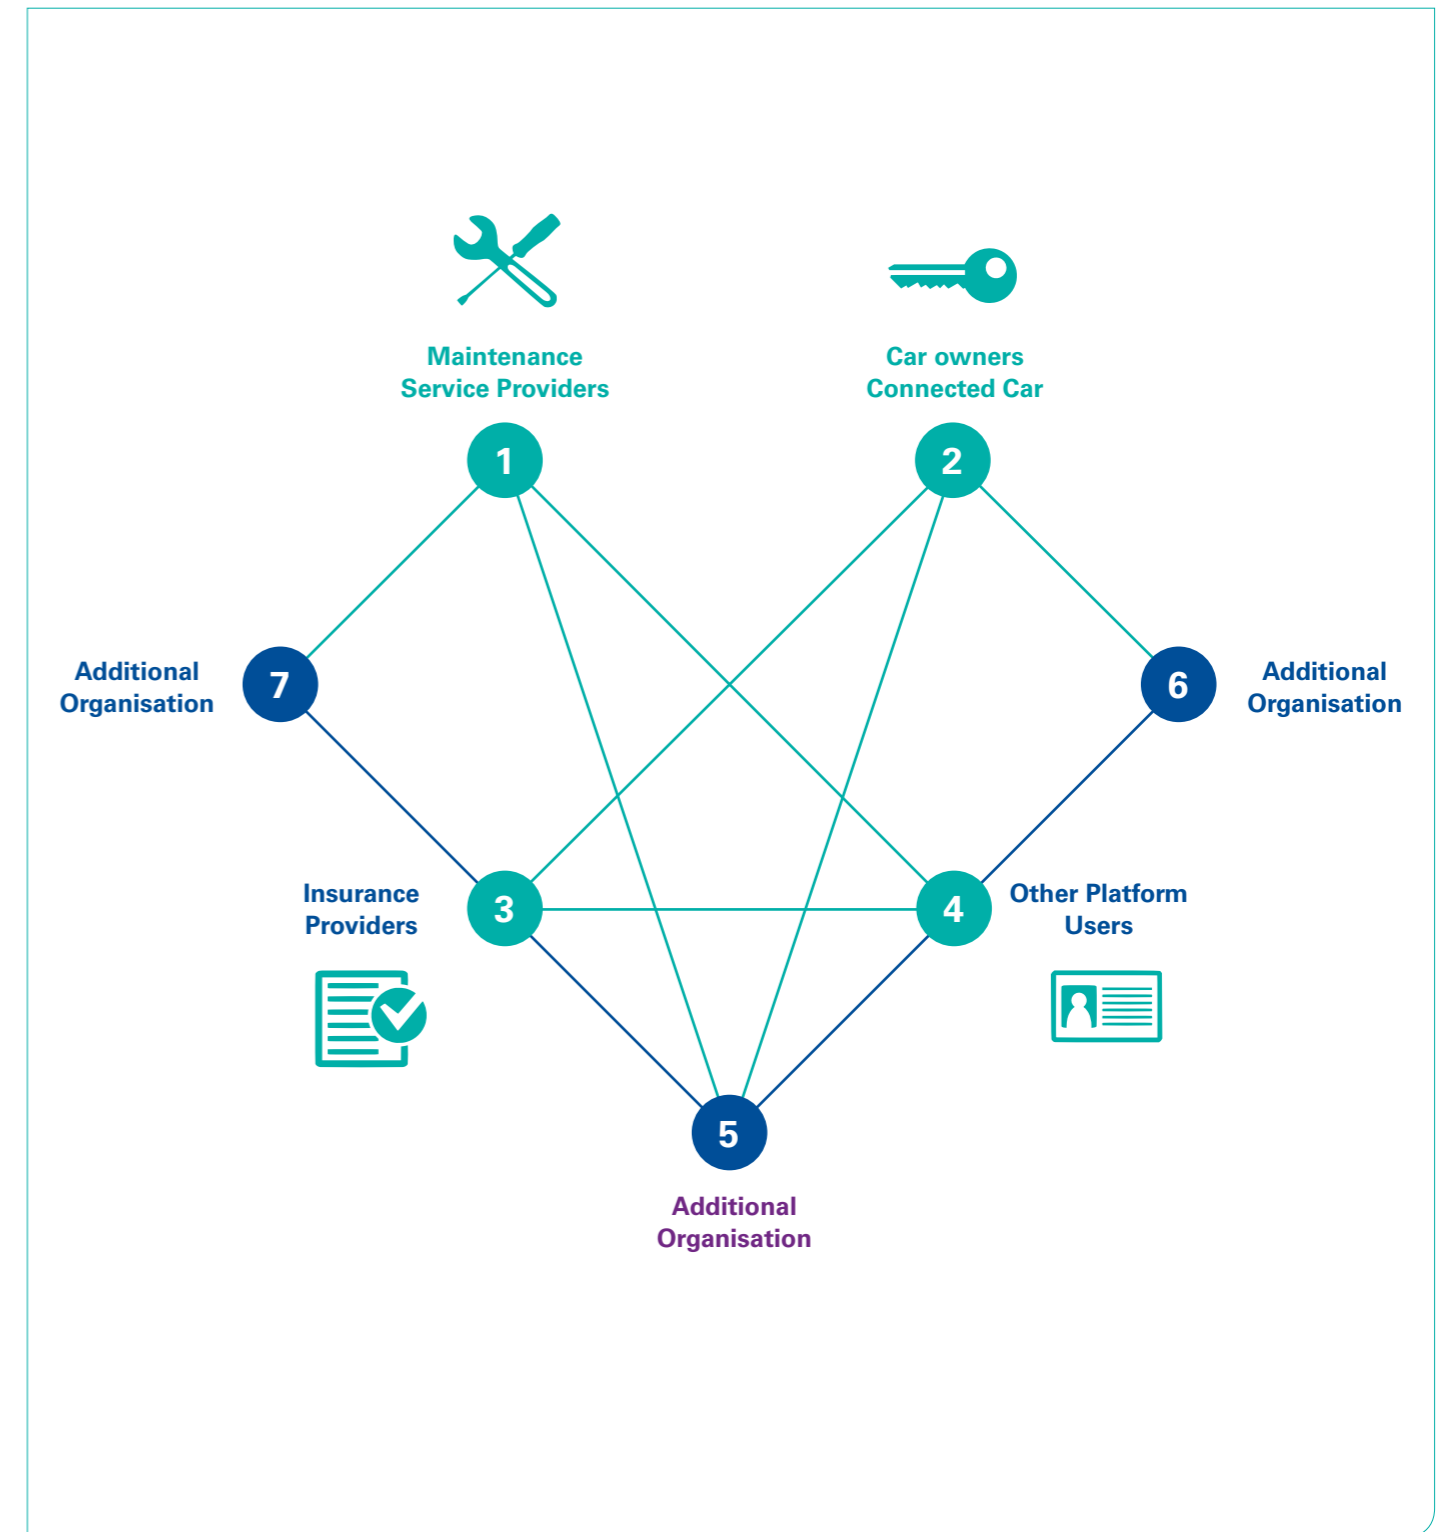 Maintenance
Service Providers
Car owners
Connected Car
1
2
Additional
Organisation
7
6
Additional
Organisation
Insurance
Providers
3
4
Other Platform
Users
5
Additional
Organisation